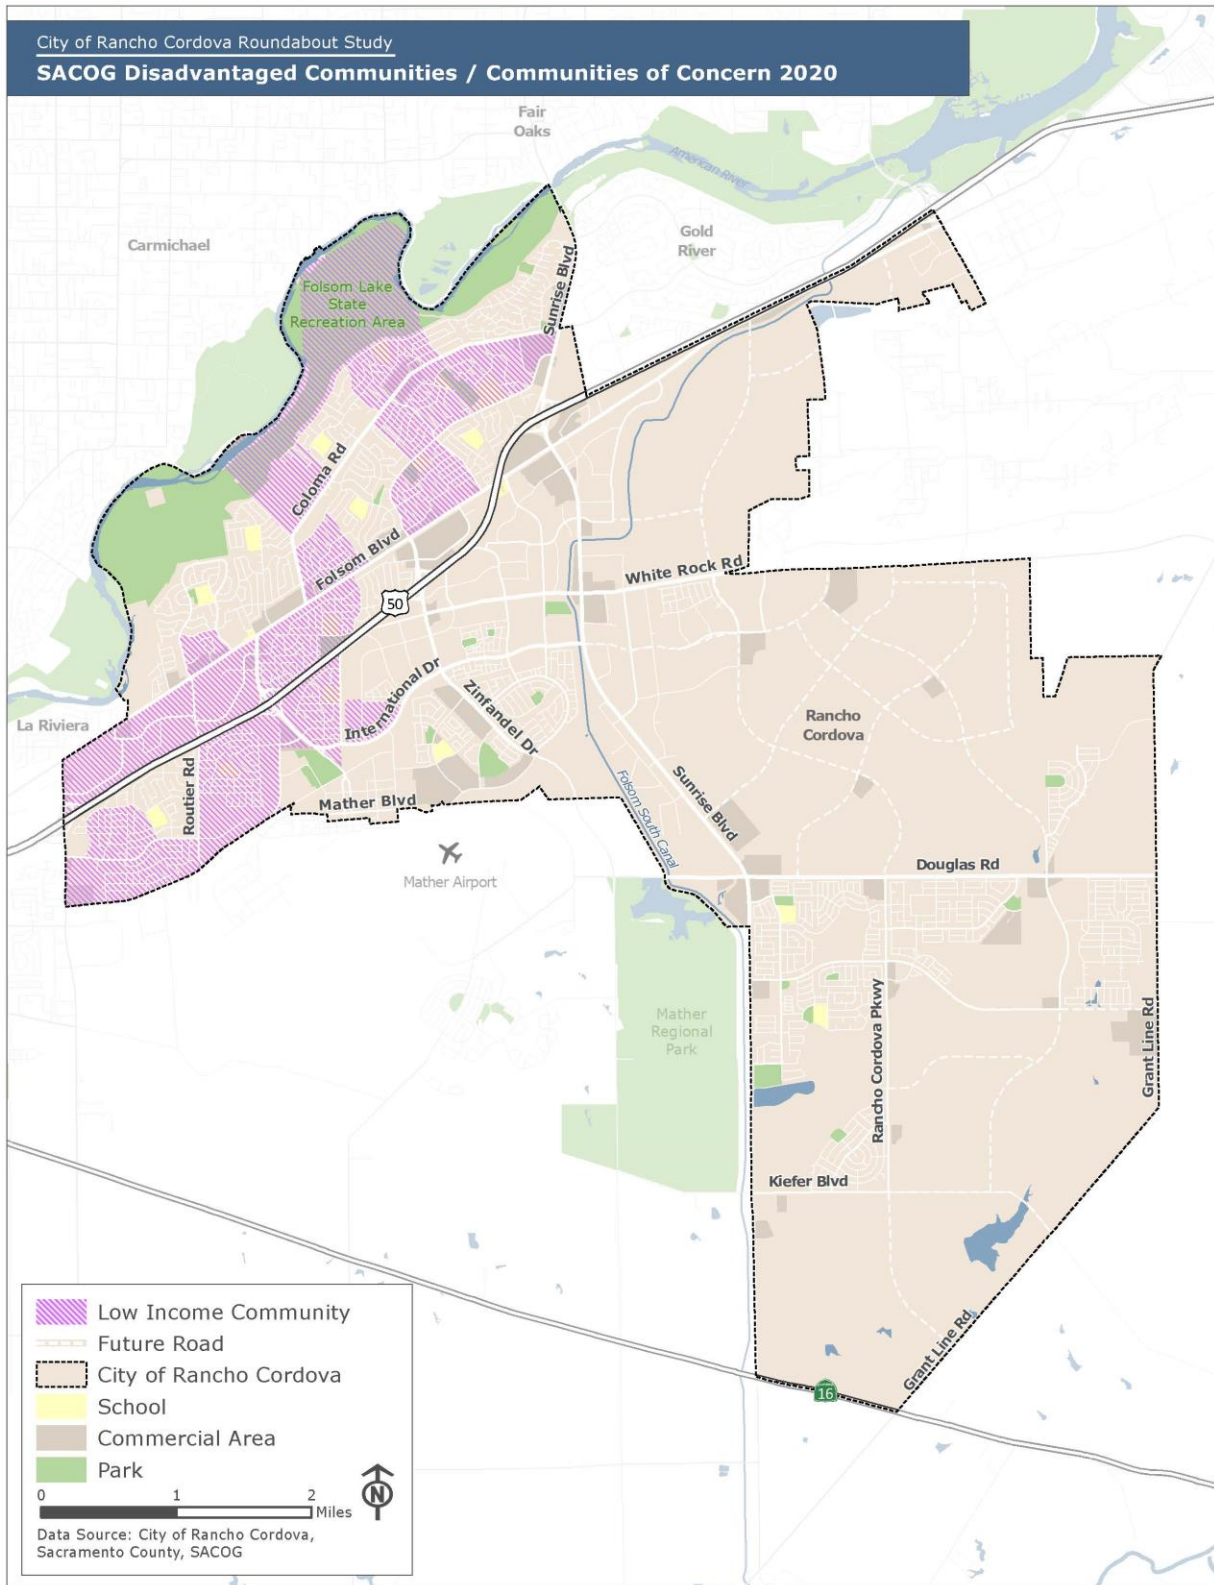 City of Rancho Cordova Roundabout Study
SACOG Disadvantaged Communities / Communities of Concern 2020
Fair
Oaks
American River
Carmichael
Gold
River
Sunrise Blvd
Folsom Lake
State
Recreation Area
Coloma Rd
Folsom Blvd
White Rock Rd
50
International Dr
Zinfandel Dr
La Riviera
Rancho
Cordova
Routier Rd
Mather Blvd
Folsom South Canal
Sunrise Blvd
Mather Airport
Douglas Rd
Mather
Regional
Park
Rancho Cordova Pkwy
Grant Line Rd
Kiefer Blvd
Grant Line Rd
16
Low Income Community
Future Road
City of Rancho Cordova
School
Commercial Area
Park
0 1 2
Miles
N
Data Source: City of Rancho Cordova,
Sacramento County, SACOG